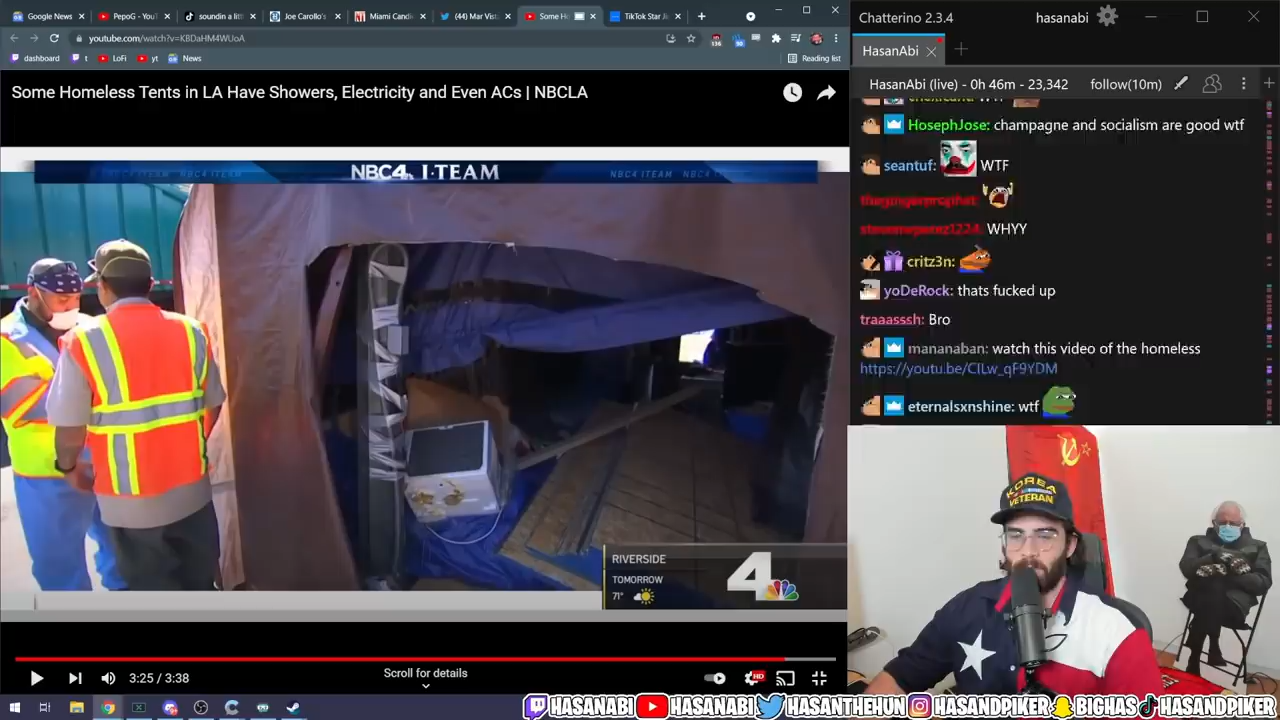 Google News
PepoG - YouT
soundin a littl
Joe Carollo's
Miami Candi
(44) Mar Vist
Some Ho
TikTok Star J
youtube.com/watch?v=KBDaHM4WUoA
136
dashboard
t
LoFi
yt
News
Reading list
Some Homeless Tents in LA Have Showers, Electricity and Even ACs | NBCLA
NBC4 I-TEAM
RIVERSIDE
TOMORROW
71°
4
3:25 / 3:38
Scroll for details
HD
Chatterino 2.3.4
hasanabi
HasanAbi
HasanAbi (live) - 0h 46m - 23,342
follow(10m)
HosephJose: champagne and socialism are good wtf
seantuf: WTF
WHYY
critz3n:
yoDeRock: thats fucked up
traaasssh: Bro
mananaban: watch this video of the homeless
https://youtu.be/CILw_qF9YDM
eternalsxnshine: wtf
KOREA
VETERAN
HASANABI
HASANABI
HASANTHEHUN
HASANDPIKER
BIGHAS
HASANDPIKER